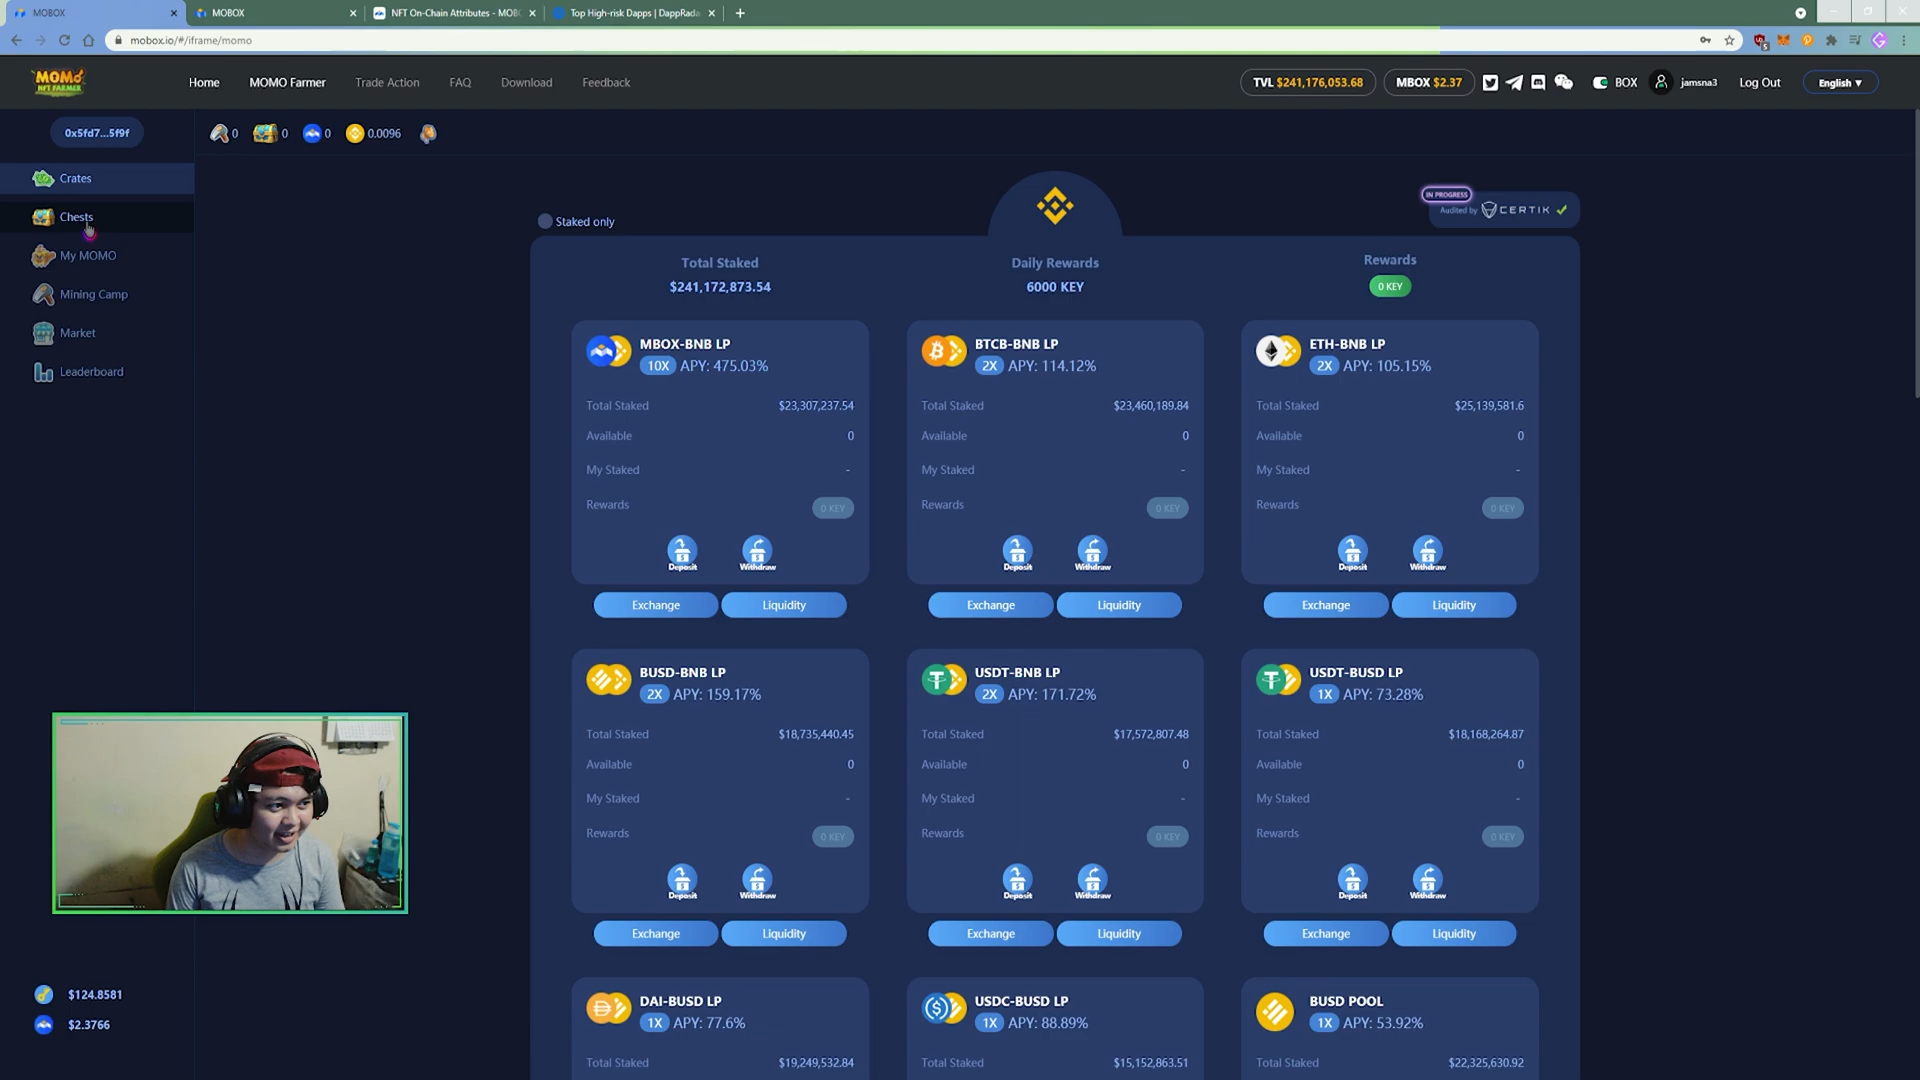 MOBOX
MOBOX
NFT On-Chain Attributes - MOBO
Top High-risk Dapps | DappRada
mobox.io/#/iframe/momo
MOMO
NFT FARMER
Home
MOMO Farmer
Trade Action
FAQ
Download
Feedback
TVL $241,176,053.68
MBOX $2.37
BOX
jamsna3
Log Out
English ▼
0x5fd7...5f9f
0
0
0
0.0096
Crates
Chests
My MOMO
Mining Camp
Market
Leaderboard
Staked only
IN PROGRESS
Audited by CERTIK
Total Staked
$241,172,873.54
Daily Rewards
6000 KEY
Rewards
0 KEY
MBOX-BNB LP
10X APY: 475.03%
Total Staked $23,307,237.54
Available 0
My Staked -
Rewards 0 KEY
Deposit Withdraw
Exchange Liquidity
BTCB-BNB LP
2X APY: 114.12%
Total Staked $23,460,189.84
Available 0
My Staked -
Rewards 0 KEY
Deposit Withdraw
Exchange Liquidity
ETH-BNB LP
2X APY: 105.15%
Total Staked $25,139,581.6
Available 0
My Staked -
Rewards 0 KEY
Deposit Withdraw
Exchange Liquidity
BUSD-BNB LP
2X APY: 159.17%
Total Staked $18,735,440.45
Available 0
My Staked -
Rewards 0 KEY
Deposit Withdraw
Exchange Liquidity
USDT-BNB LP
2X APY: 171.72%
Total Staked $17,572,807.48
Available 0
My Staked -
Rewards 0 KEY
Deposit Withdraw
Exchange Liquidity
USDT-BUSD LP
1X APY: 73.28%
Total Staked $18,168,264.87
Available 0
My Staked -
Rewards 0 KEY
Deposit Withdraw
Exchange Liquidity
DAI-BUSD LP
1X APY: 77.6%
Total Staked $19,249,532.84
USDC-BUSD LP
1X APY: 88.89%
Total Staked $15,152,863.51
BUSD POOL
1X APY: 53.92%
Total Staked $22,325,630.92
$124.8581
$2.3766